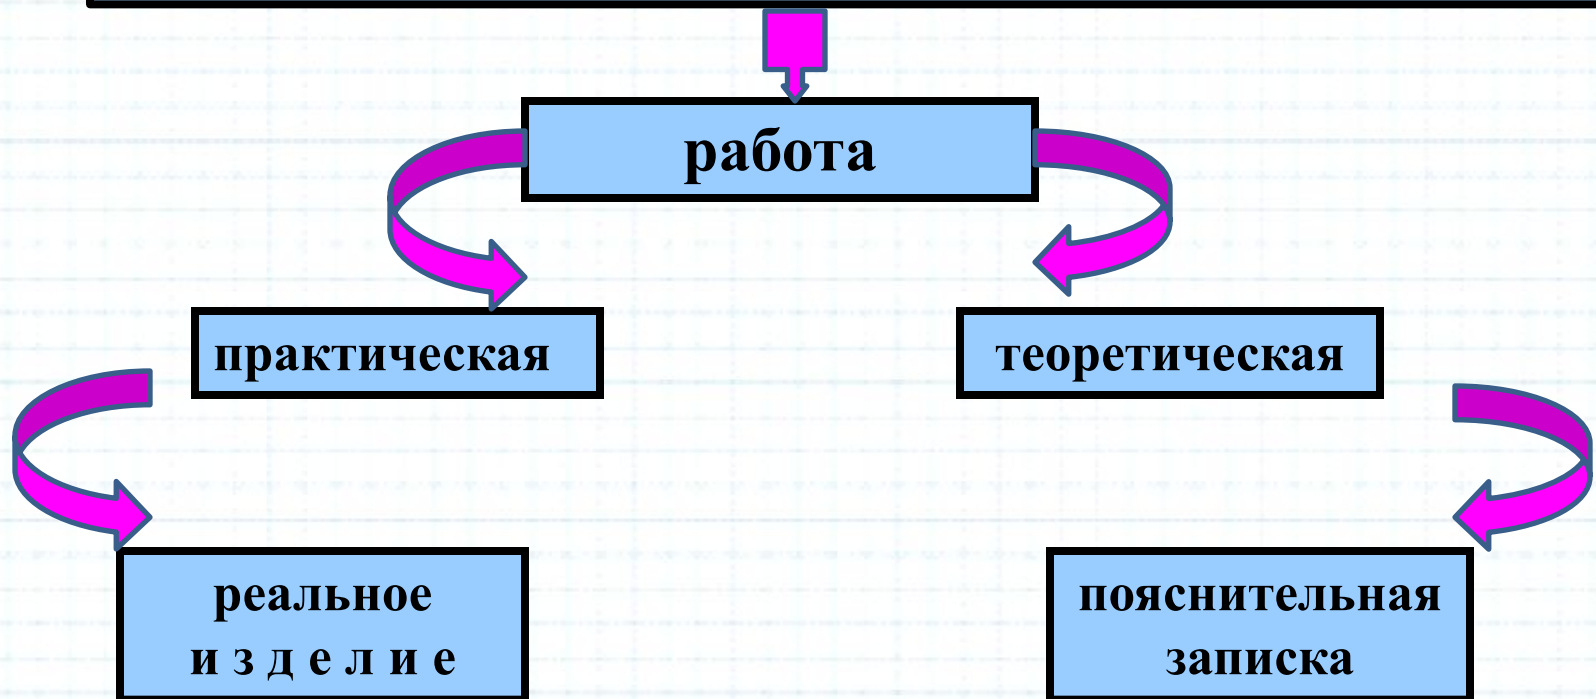 работа
практическая
теоретическая
реальное
и з д е л и е
пояснительная
записка